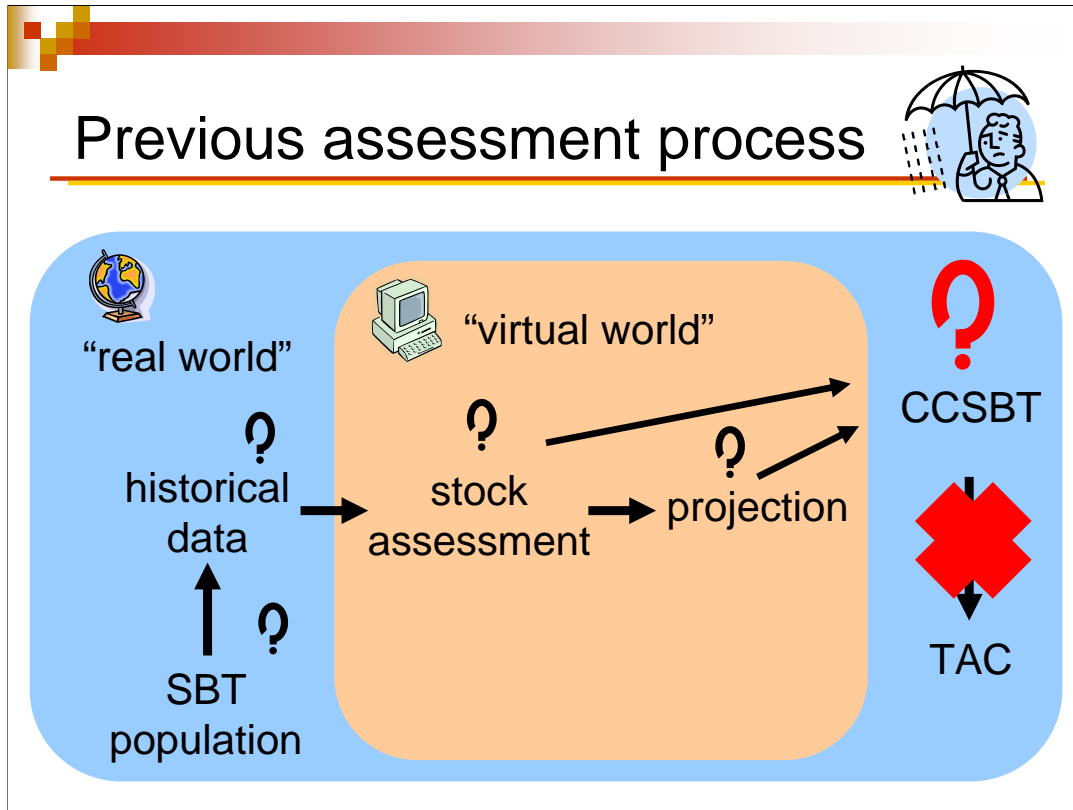 Previous assessment process
“real world”
“virtual world”
?
CCSBT
?
historical
data
?
stock
assessment
?
projection
?
SBT
population
TAC